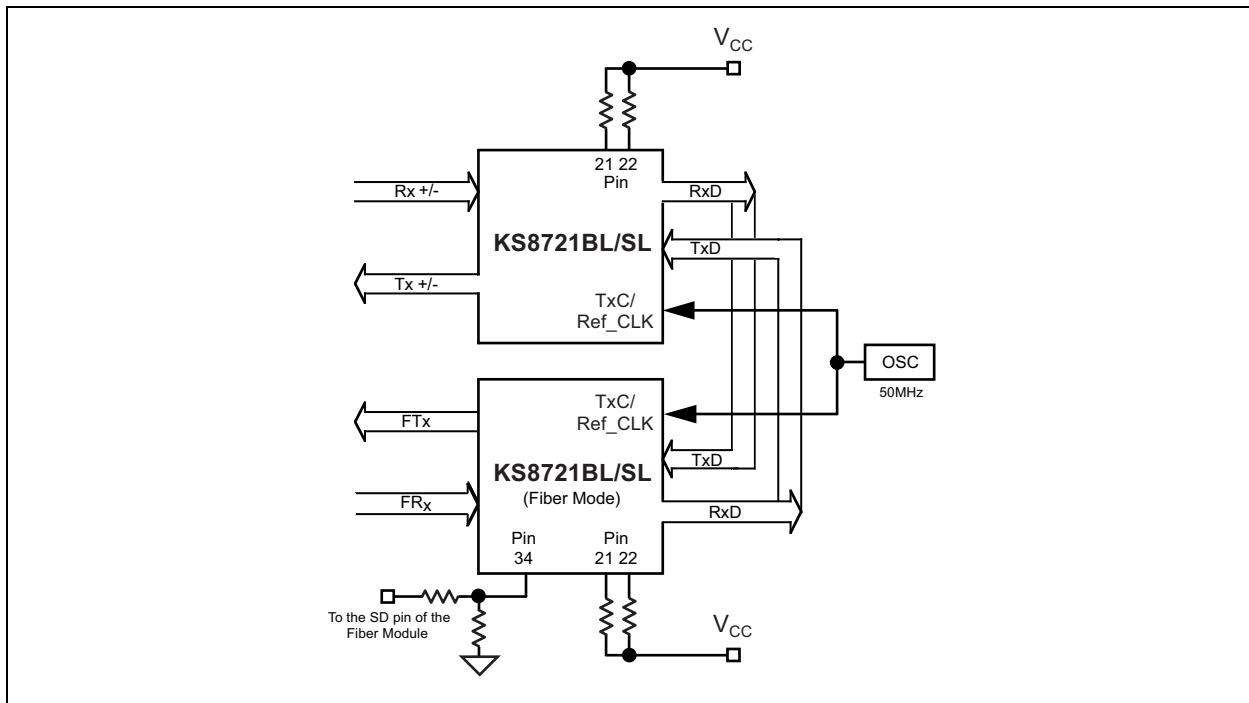 VCC
21 22
Pin
Rx +/-
RxD
KS8721BL/SL
TxD
Tx +/-
TxC/
Ref_CLK
OSC
50MHz
TxC/
Ref_CLK
FTx
TxD
KS8721BL/SL
(Fiber Mode)
FRx
RxD
Pin
34
Pin
21 22
To the SD pin of the
Fiber Module
VCC